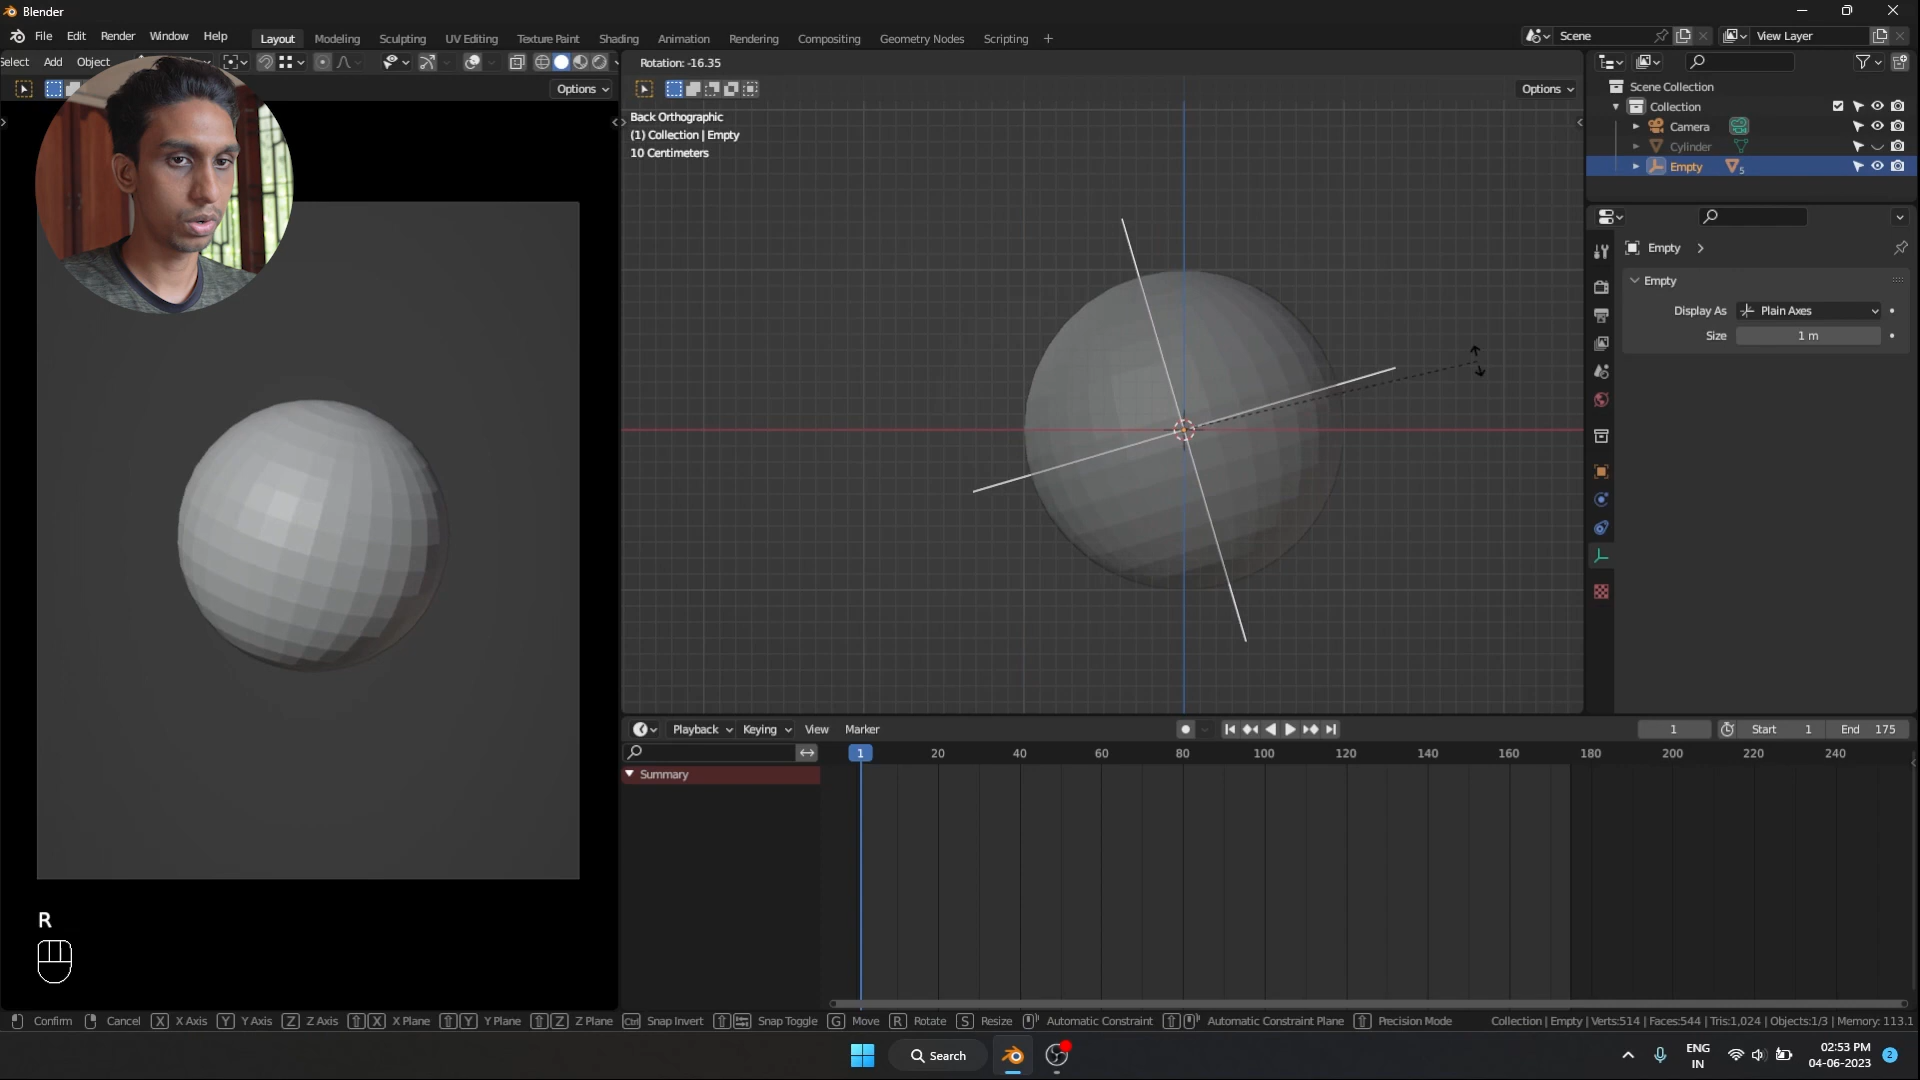 Blender
File Edit Render Window Help
Layout Modeling Sculpting UV Editing Texture Paint Shading Animation Rendering Compositing Geometry Nodes Scripting +
Scene
View Layer
Select Add Object
Rotation: -16.35
Options
Options
Back Orthographic
(1) Collection | Empty
10 Centimeters
Scene Collection
Collection
Camera
Cylinder
Empty
5
Empty
Empty
Display As Plain Axes
Size 1 m
Playback Keying View Marker
1 Start 1 End 175
1 20 40 60 80 100 120 140 160 180 200 220 240
Summary
R
Confirm Cancel X X Axis Y Y Axis Z Z Axis X X Plane Y Y Plane Z Z Plane Ctrl Snap Invert Snap Toggle G Move R Rotate S Resize Automatic Constraint Automatic Constraint Plane Precision Mode Collection | Empty | Verts:514 | Faces:544 | Tris:1,024 | Objects:1/3 | Memory: 113.1
Search
ENG
IN
02:53 PM
04-06-2023
2